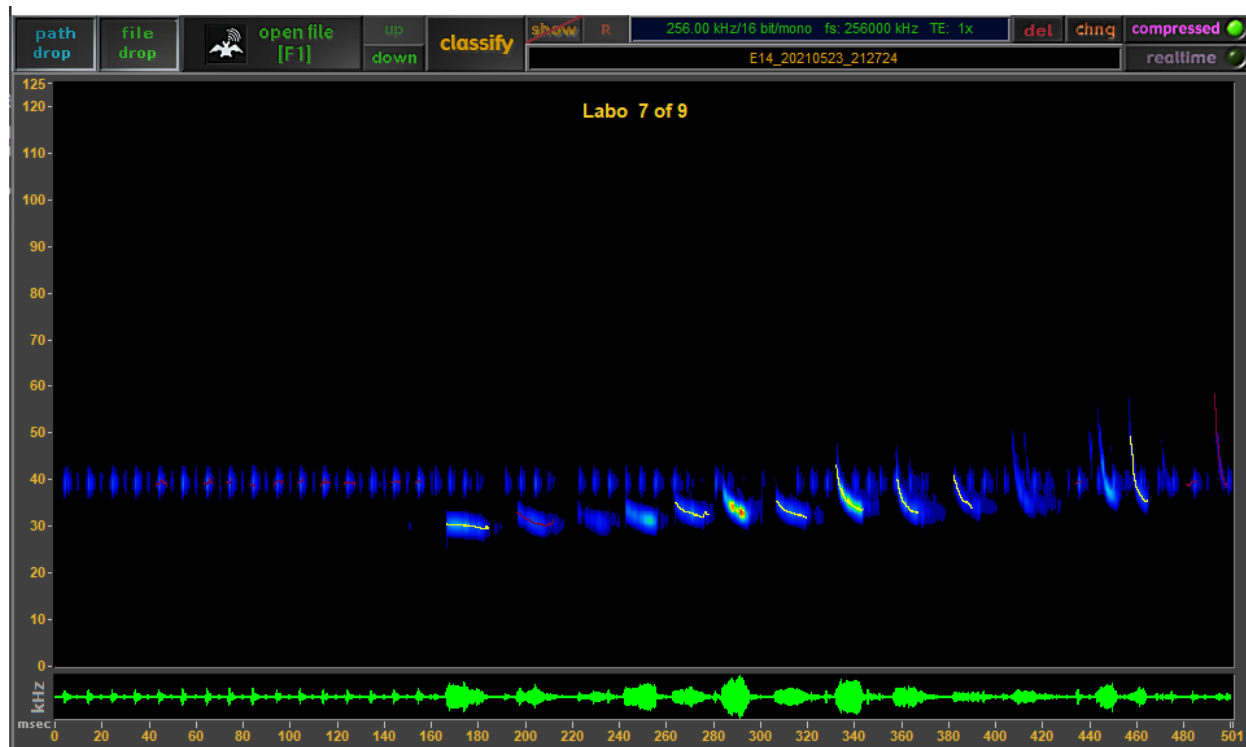 path drop
file drop
open file [F1]
up
down
classify
show
R
256.00 kHz/16 bit/mono fs: 256000 kHz TE: 1x
del
chng
compressed
E14_20210523_212724
realtime
Labo 7 of 9
125
120
110
100
90
80
70
60
50
40
30
20
10
0
kHz
msec
0 20 40 60 80 100 120 140 160 180 200 220 240 260 280 300 320 340 360 380 400 420 440 460 480 501